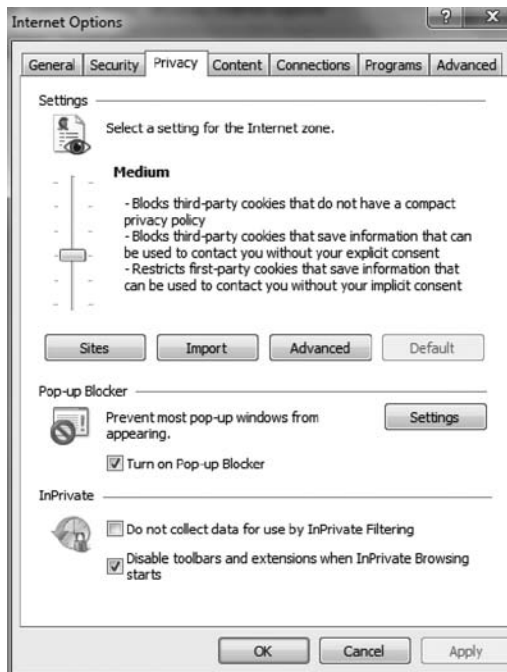 Internet Options
? X
General Security Privacy Content Connections Programs Advanced
Settings
Select a setting for the Internet zone.
Medium
- Blocks third-party cookies that do not have a compact
privacy policy
- Blocks third-party cookies that save information that can
be used to contact you without your explicit consent
- Restricts first-party cookies that save information that
can be used to contact you without your implicit consent
Sites Import Advanced Default
Pop-up Blocker
Prevent most pop-up windows from
appearing.
Settings
Turn on Pop-up Blocker
InPrivate
Do not collect data for use by InPrivate Filtering
Disable toolbars and extensions when InPrivate Browsing
starts
OK Cancel Apply